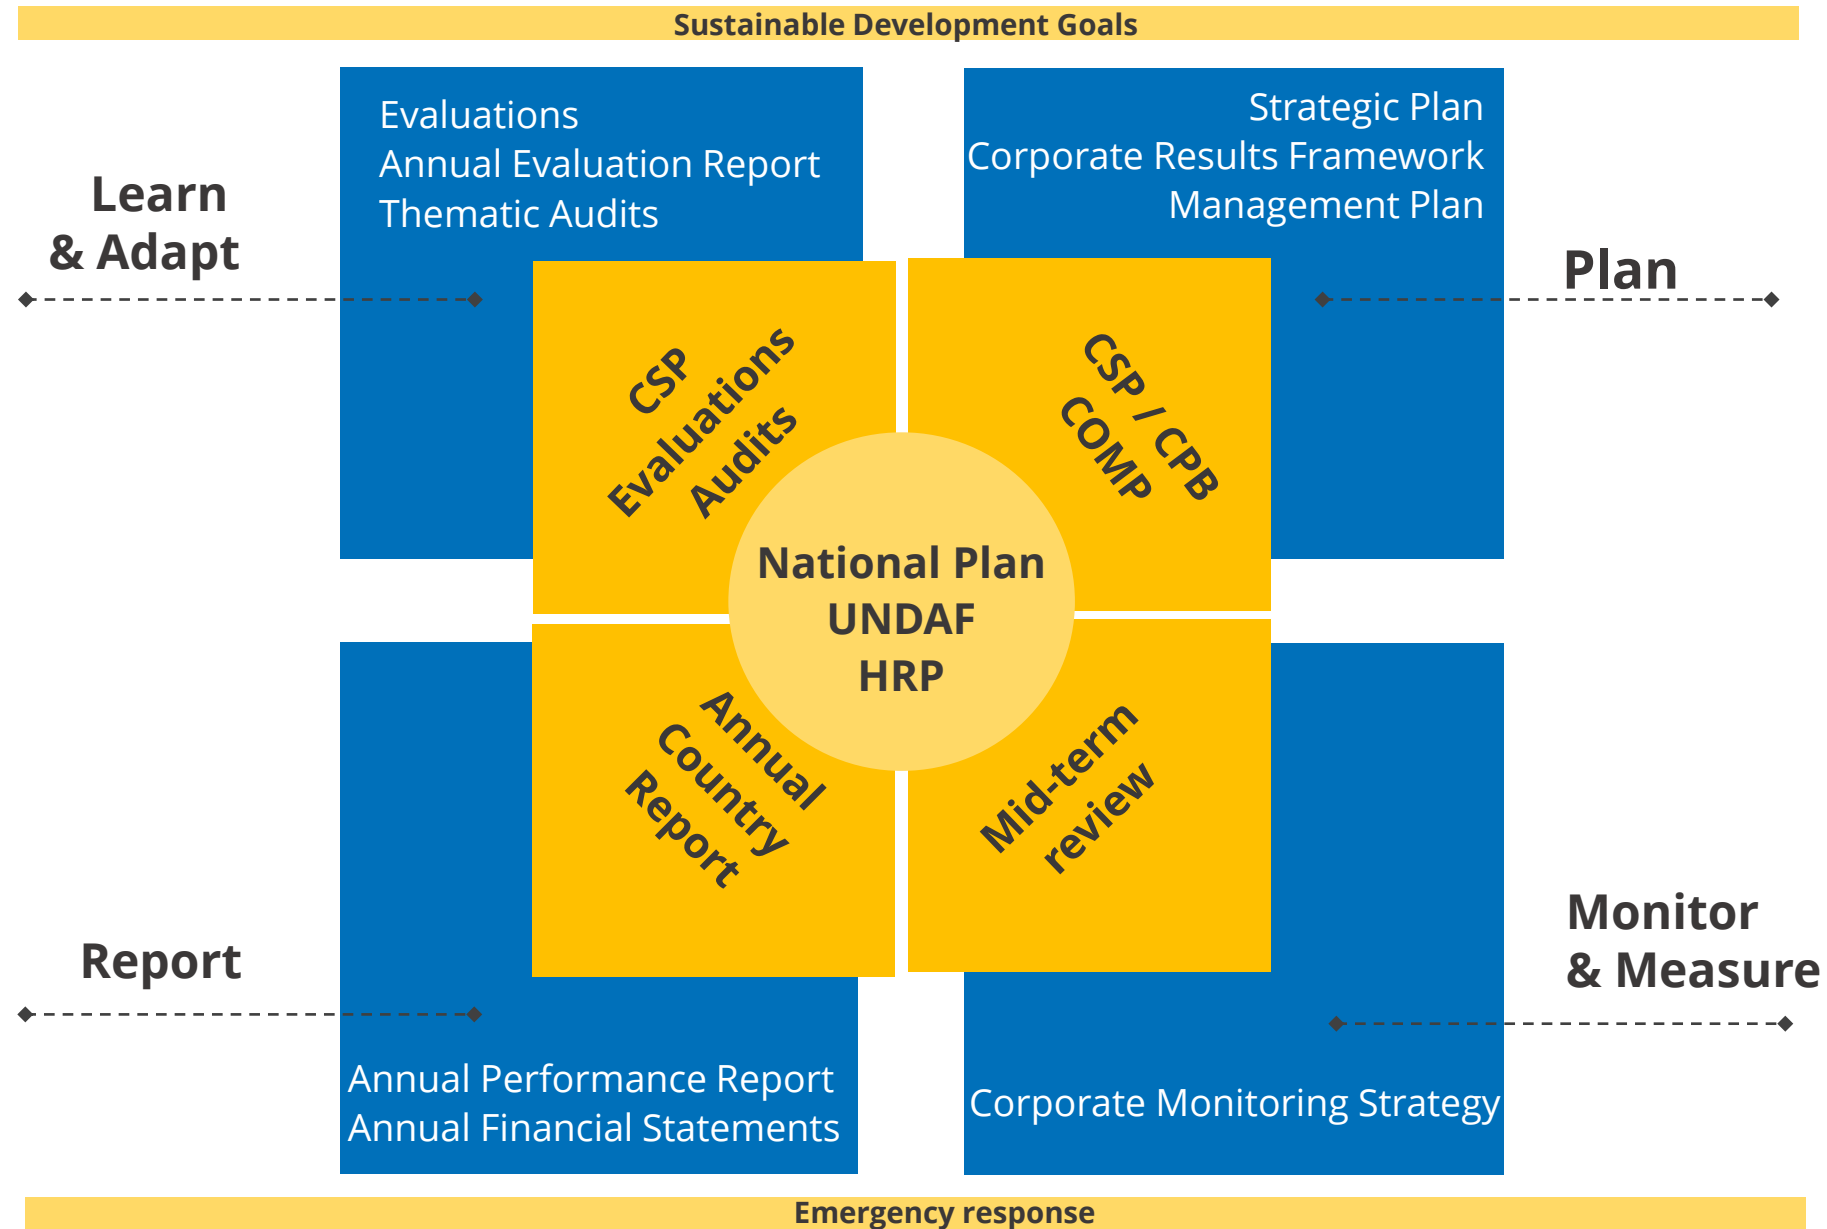 Sustainable Development Goals
Learn
& Adapt
Evaluations
Annual Evaluation Report
Thematic Audits
Strategic Plan
Corporate Results Framework
Management Plan
Plan
CSP
Evaluations
Audits
CSP / CPB
COMP
National Plan
UNDAF
HRP
Annual
Country
Report
Mid-term
review
Report
Monitor
& Measure
Annual Performance Report
Annual Financial Statements
Corporate Monitoring Strategy
Emergency response